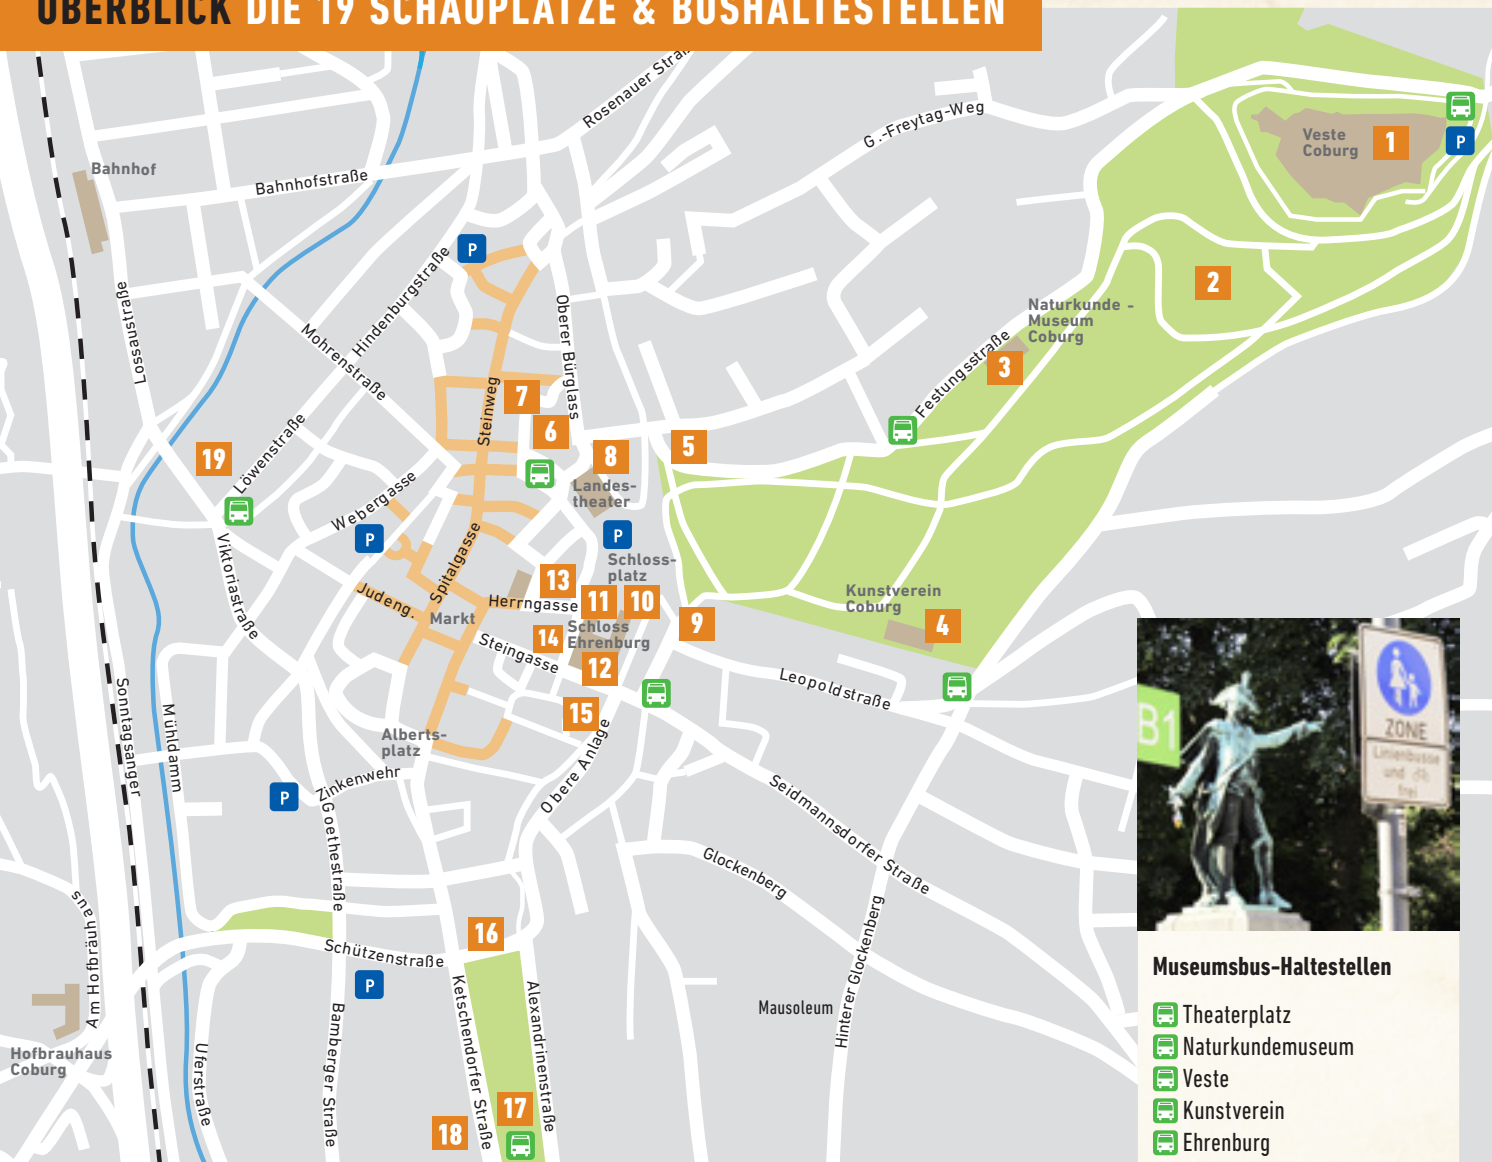 ÜBERBLICK DIE 19 SCHAUPLÄTZE & BUSHALTESTELLEN
Rosenauer Straße
G.-Freytag-Weg
Veste
Coburg
1
P
Bahnhof
Bahnhofstraße
P
2
Lossaustraße
Hindenburgstraße
Mohrenstraße
Oberer Bürglass
Naturkunde -
Museum
Coburg
3
Festungsstraße
Steinweg
7
6
5
8
Landes-
theater
19
Löwenstraße
Webergasse
P
P
Schloss-
platz
Viktoriastraße
Spitalgasse
Judeng.
Markt
Herrngasse
13
11
10
9
14
Schloss
Ehrenburg
12
Steingasse
15
Kunstverein
Coburg
4
Leopoldstraße
Sonntagsanger
Mühldamm
Alberts-
platz
Zinkenwehr
P
Goethestraße
Obere Anlage
Seidmannsdorfer Straße
Glockenberg
Hinterer Glockenberg
Mausoleum
16
Schützenstraße
P
Ketschendorfer Straße
Alexandrinenstraße
Bamberger Straße
Uferstraße
Am Hofbräuhaus
Hofbrauhaus
Coburg
17
18
B1
ZONE
Linienbusse
und
frei
Museumsbus-Haltestellen
Theaterplatz
Naturkundemuseum
Veste
Kunstverein
Ehrenburg